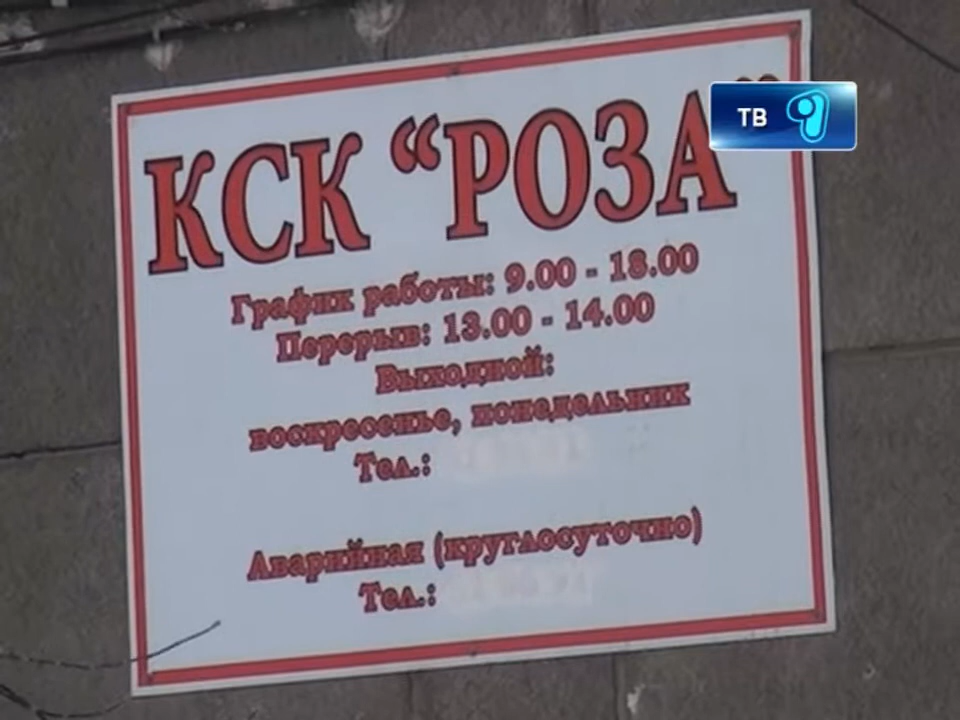 КСК "РОЗА"
ТВ
График работы: 9.00 - 18.00
Перерыв: 13.00 - 14.00
Выходной:
воскресенье, понедельник
Тел.:
Аварийная (круглосуточно)
Тел.: